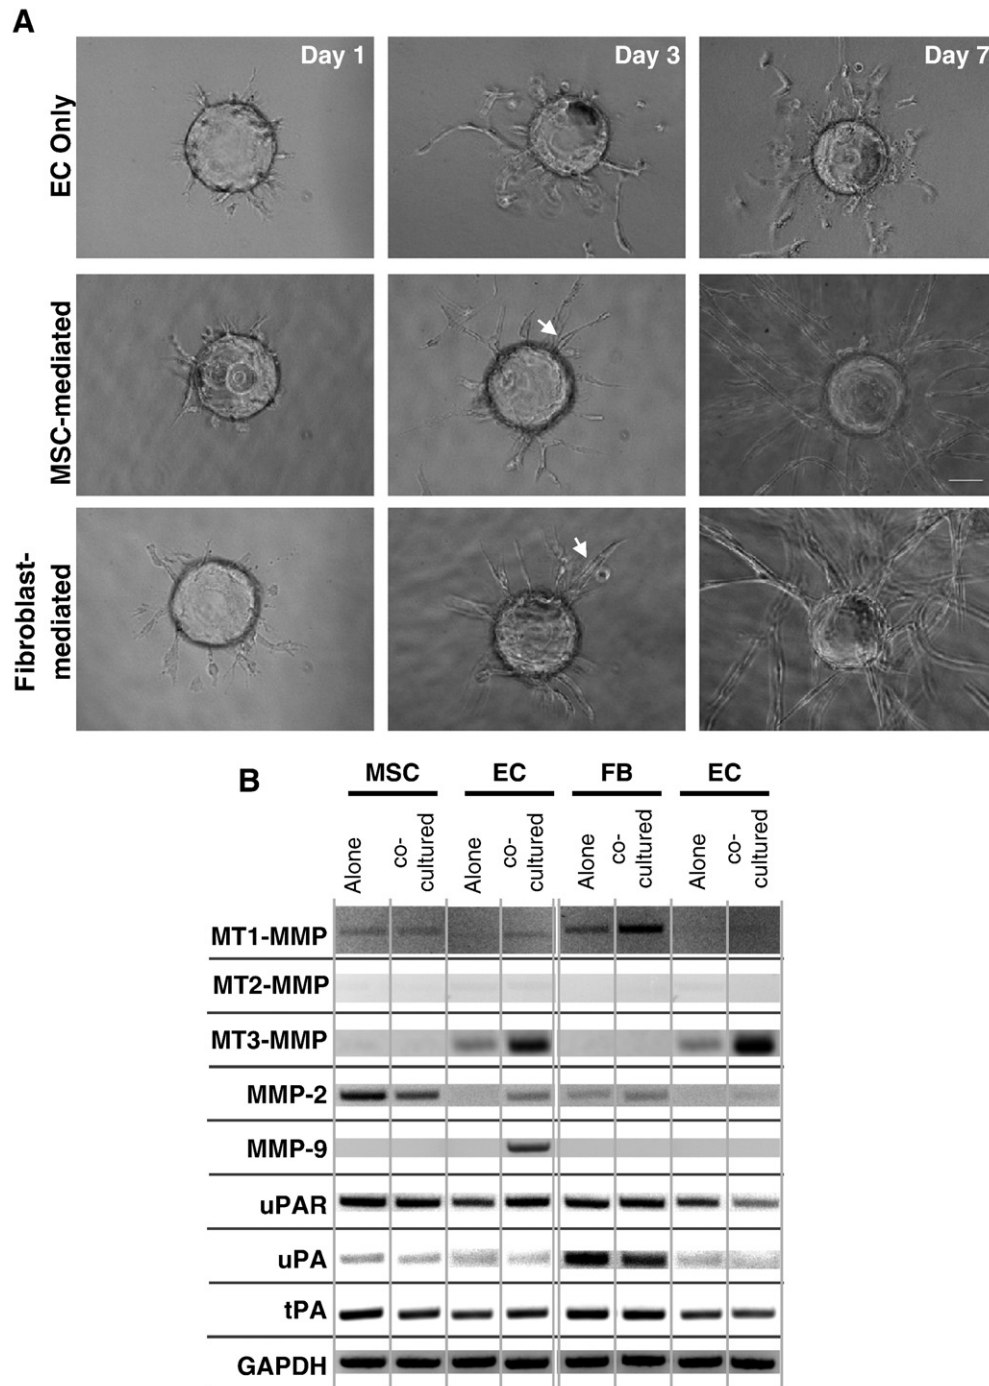 A
Day 1
Day 3
Day 7
EC Only
MSC-mediated
Fibroblast-
mediated
B
MSC
EC
FB
EC
Alone
co-
cultured
Alone
co-
cultured
Alone
co-
cultured
Alone
co-
cultured
MT1-MMP
MT2-MMP
MT3-MMP
MMP-2
MMP-9
uPAR
uPA
tPA
GAPDH